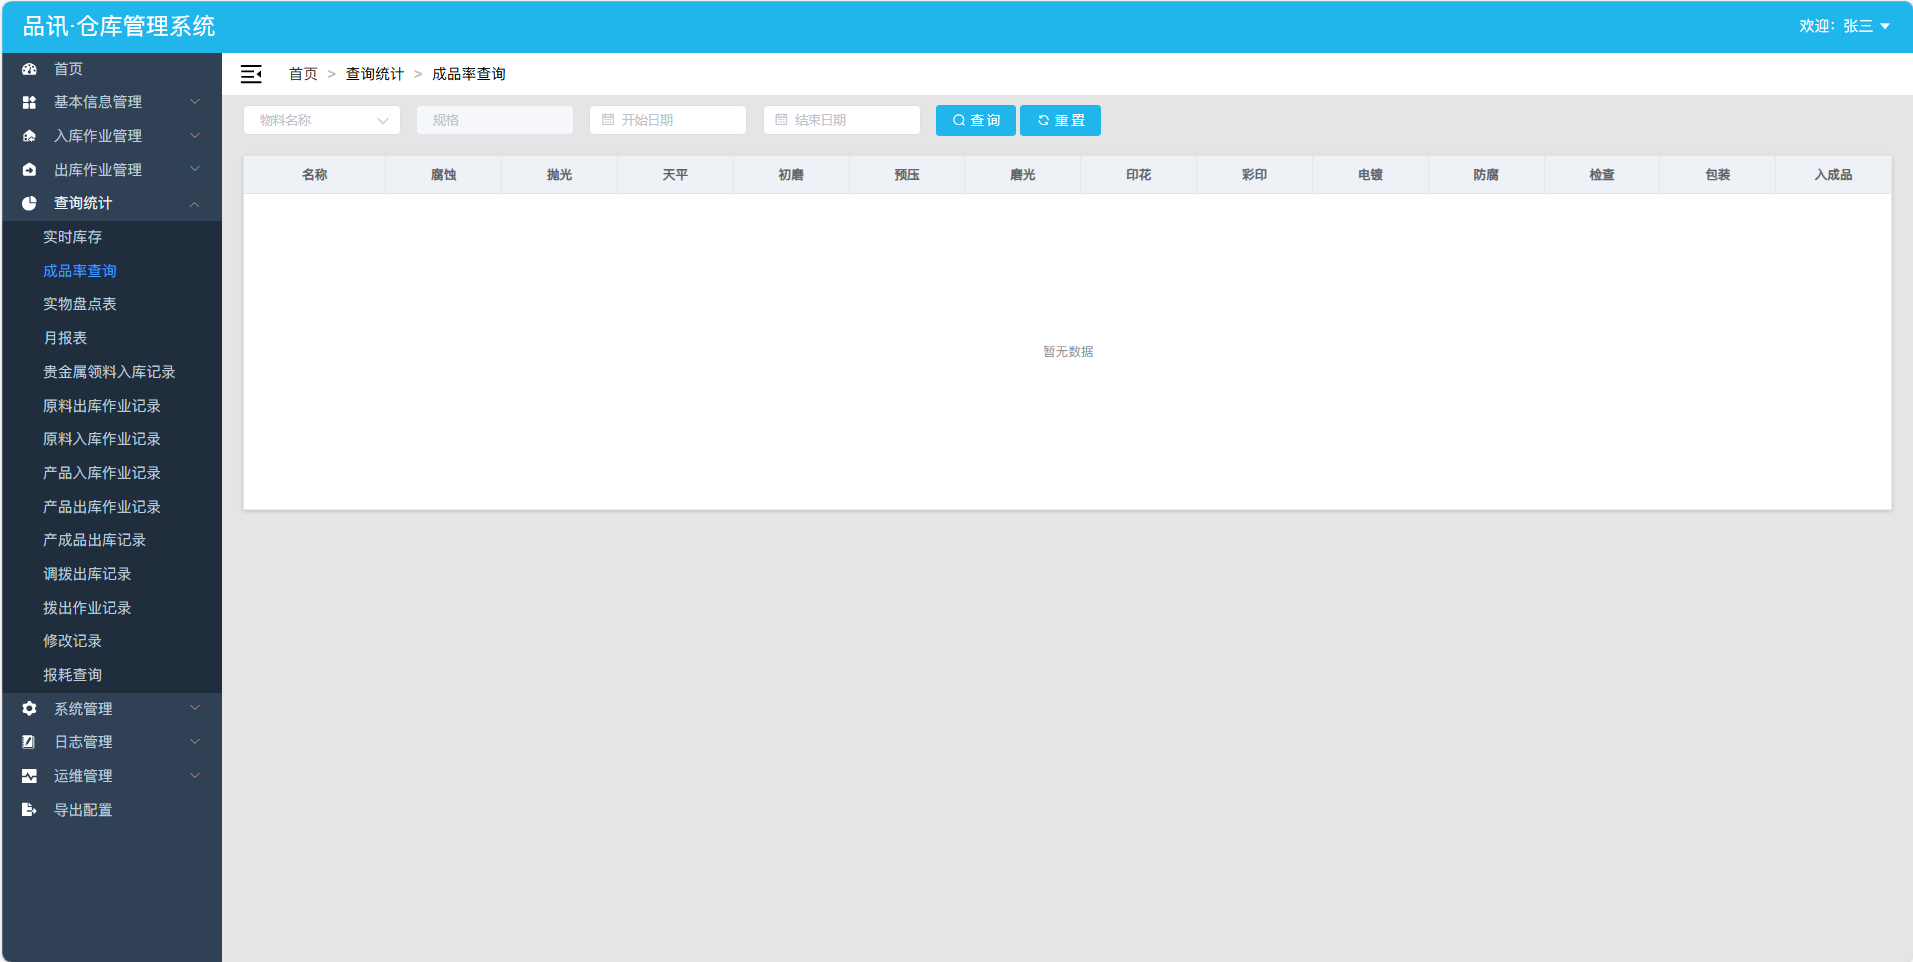 品讯·仓库管理系统
欢迎：张三
首页
基本信息管理
入库作业管理
出库作业管理
查询统计
实时库存
成品率查询
实物盘点表
月报表
贵金属领料入库记录
原料出库作业记录
原料入库作业记录
产品入库作业记录
产品出库作业记录
产成品出库记录
调拨出库记录
拨出作业记录
修改记录
报耗查询
系统管理
日志管理
运维管理
导出配置
首页 > 查询统计 > 成品率查询
物料名称 规格 开始日期 结束日期 查询 重置
名称 腐蚀 抛光 天平 初磨 预压 磨光 印花 彩印 电镀 防腐 检查 包装 入成品
暂无数据